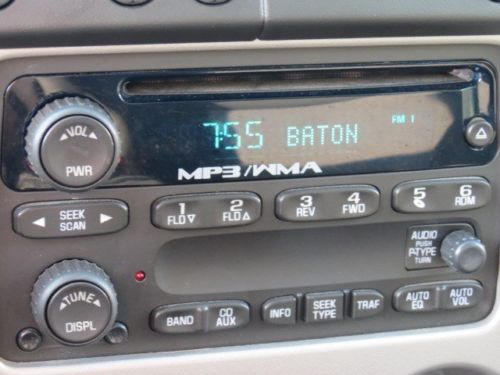 7:55 BATON FM 1
MP3/WMA
VOL
PWR
SEEK
SCAN
1 FLD 2 FLD
3 REV 4 FWD
5 6 RDM
AUDIO
PUSH
P-TYPE
TURN
TUNE
DISPL
BAND CD AUX
INFO SEEK TYPE TRAF
AUTO EQ AUTO VOL